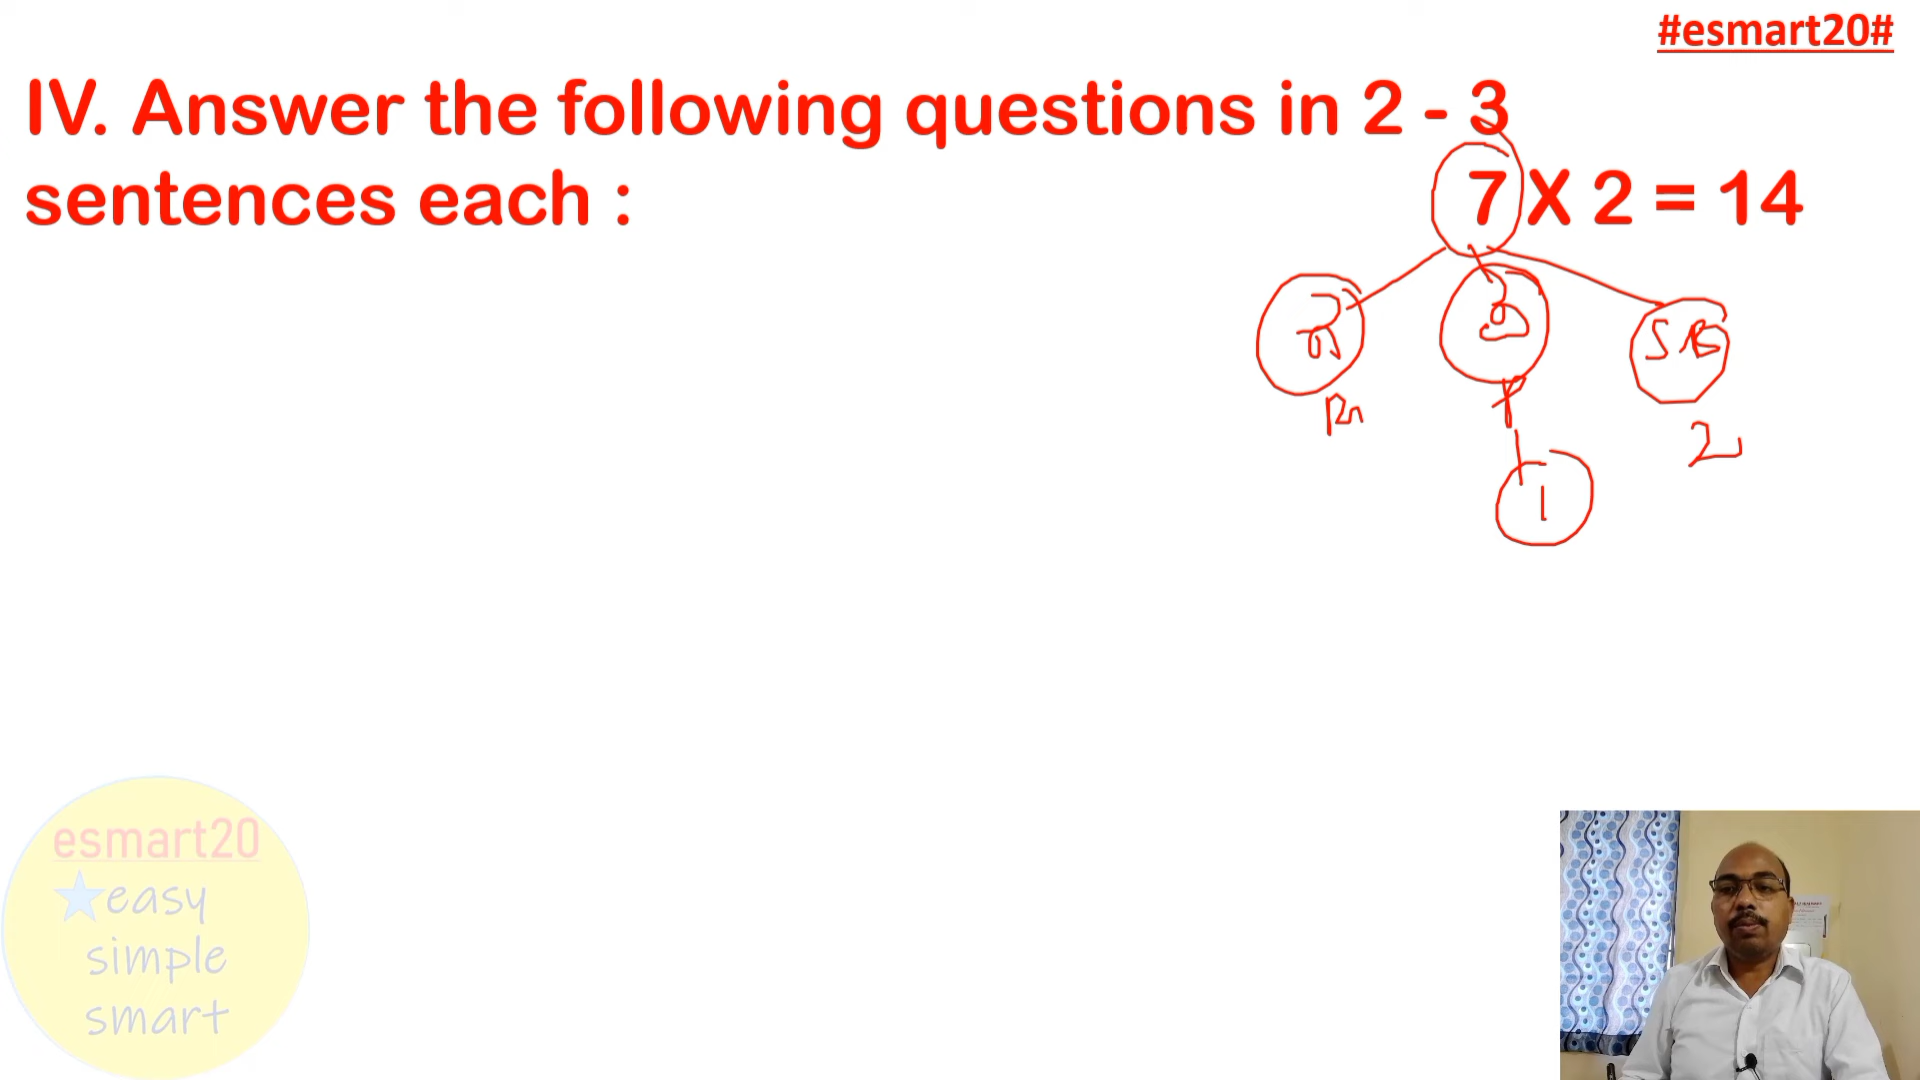 #esmart20#
IV. Answer the following questions in 2 - 3
sentences each :
7 X 2 = 14
1
2
esmart20
easy
simple
smart